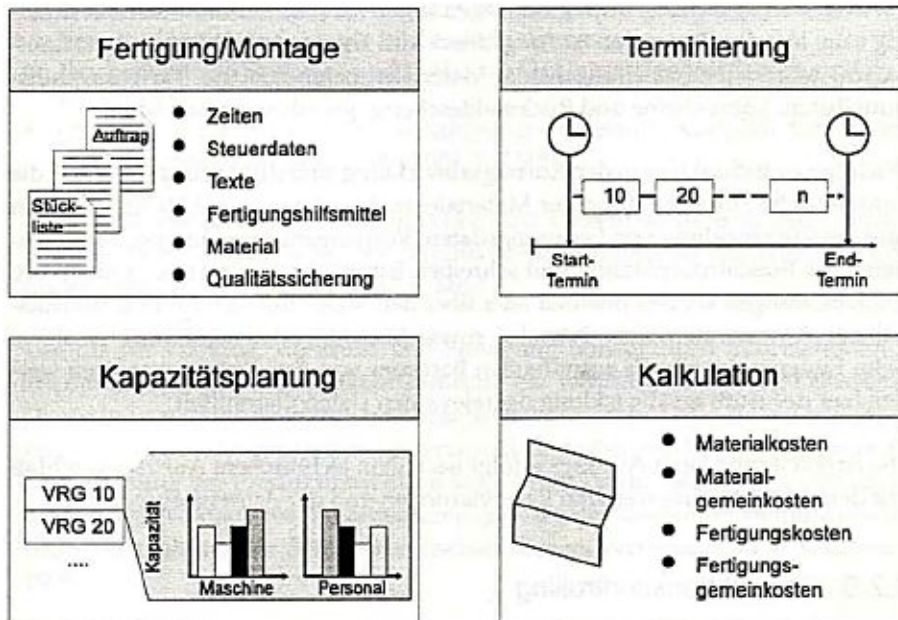 Fertigung/Montage
Auftrag
Stück-
liste
Zeiten
Steuerdaten
Texte
Fertigungshilfsmittel
Material
Qualitätssicherung
Terminierung
10
20
n
Start-
Termin
End-
Termin
Kapazitätsplanung
VRG 10
VRG 20
....
Kapazität
Maschine
Personal
Kalkulation
Materialkosten
Material-
gemeinkosten
Fertigungskosten
Fertigungs-
gemeinkosten